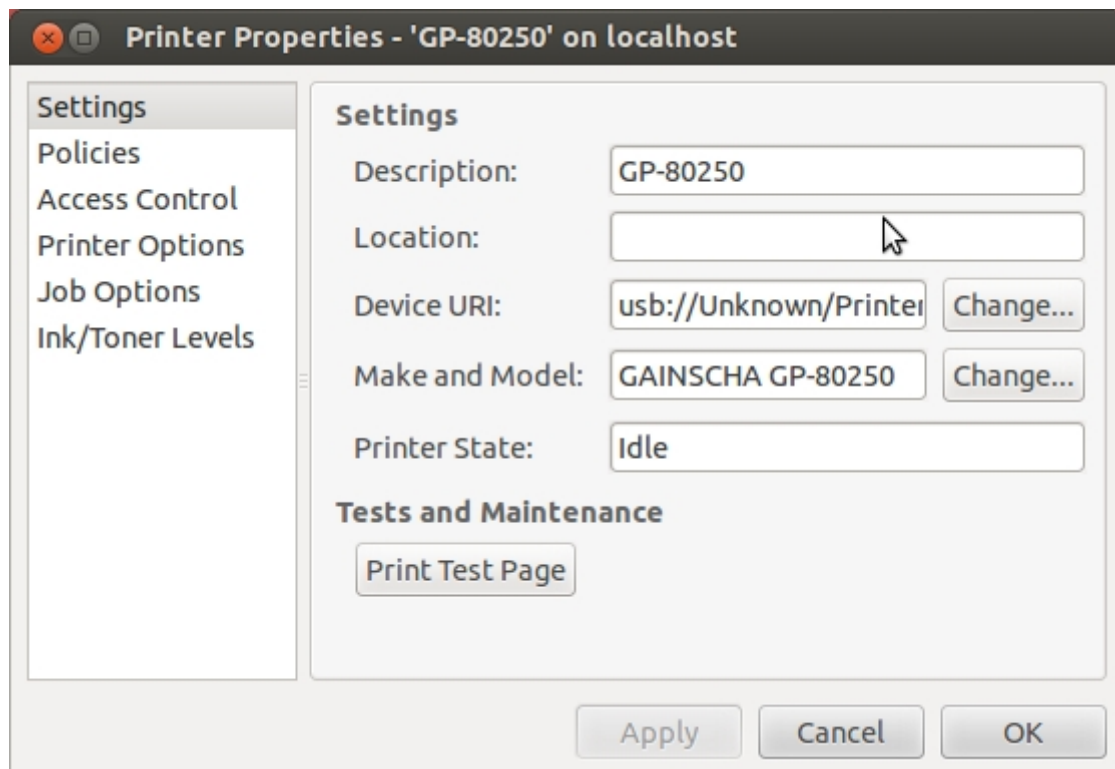 Printer Properties - 'GP-80250' on localhost
Settings
Policies
Access Control
Printer Options
Job Options
Ink/Toner Levels
Settings
Description: GP-80250
Location:
Device URI: usb://Unknown/Printer Change...
Make and Model: GAINSCHA GP-80250 Change...
Printer State: Idle
Tests and Maintenance
Print Test Page
Apply Cancel OK